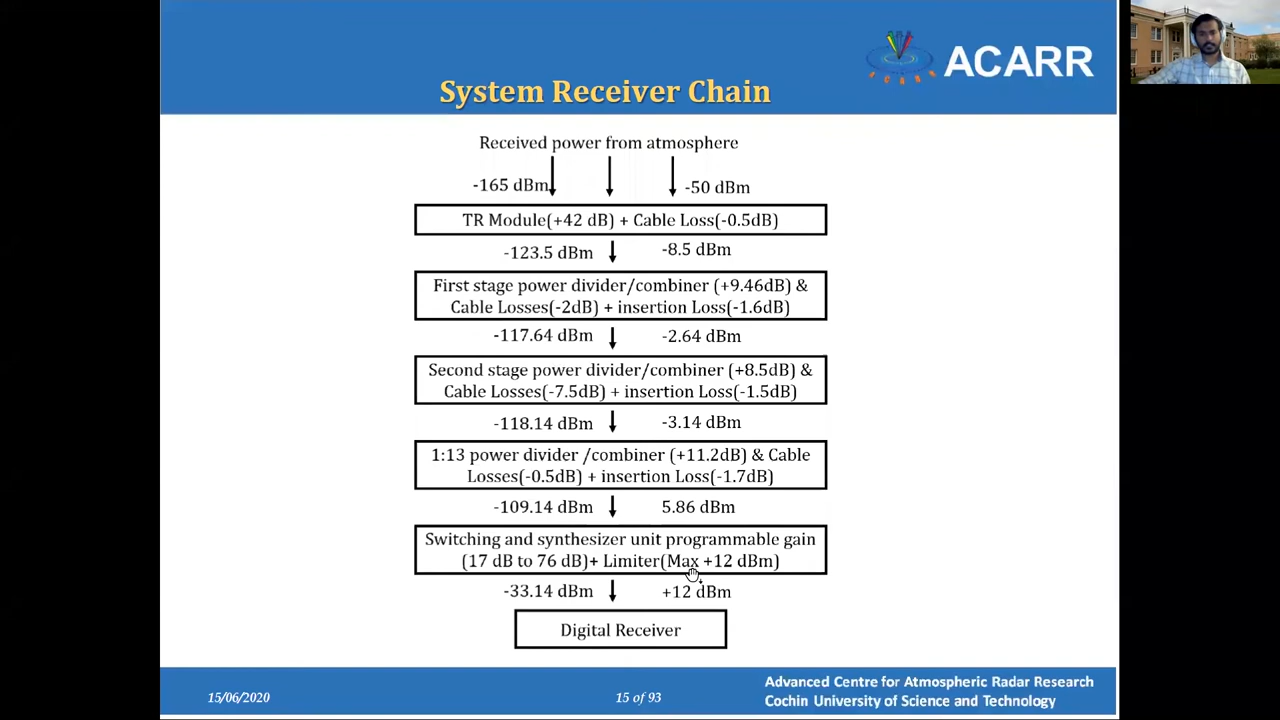 ACARR
System Receiver Chain
Received power from atmosphere
-165 dBm
-50 dBm
TR Module(+42 dB) + Cable Loss(-0.5dB)
-123.5 dBm
-8.5 dBm
First stage power divider/combiner (+9.46dB) &
Cable Losses(-2dB) + insertion Loss(-1.6dB)
-117.64 dBm
-2.64 dBm
Second stage power divider/combiner (+8.5dB) &
Cable Losses(-7.5dB) + insertion Loss(-1.5dB)
-118.14 dBm
-3.14 dBm
1:13 power divider /combiner (+11.2dB) & Cable
Losses(-0.5dB) + insertion Loss(-1.7dB)
-109.14 dBm
5.86 dBm
Switching and synthesizer unit programmable gain
(17 dB to 76 dB)+ Limiter(Max +12 dBm)
-33.14 dBm
+12 dBm
Digital Receiver
15/06/2020
15 of 93
Advanced Centre for Atmospheric Radar Research
Cochin University of Science and Technology